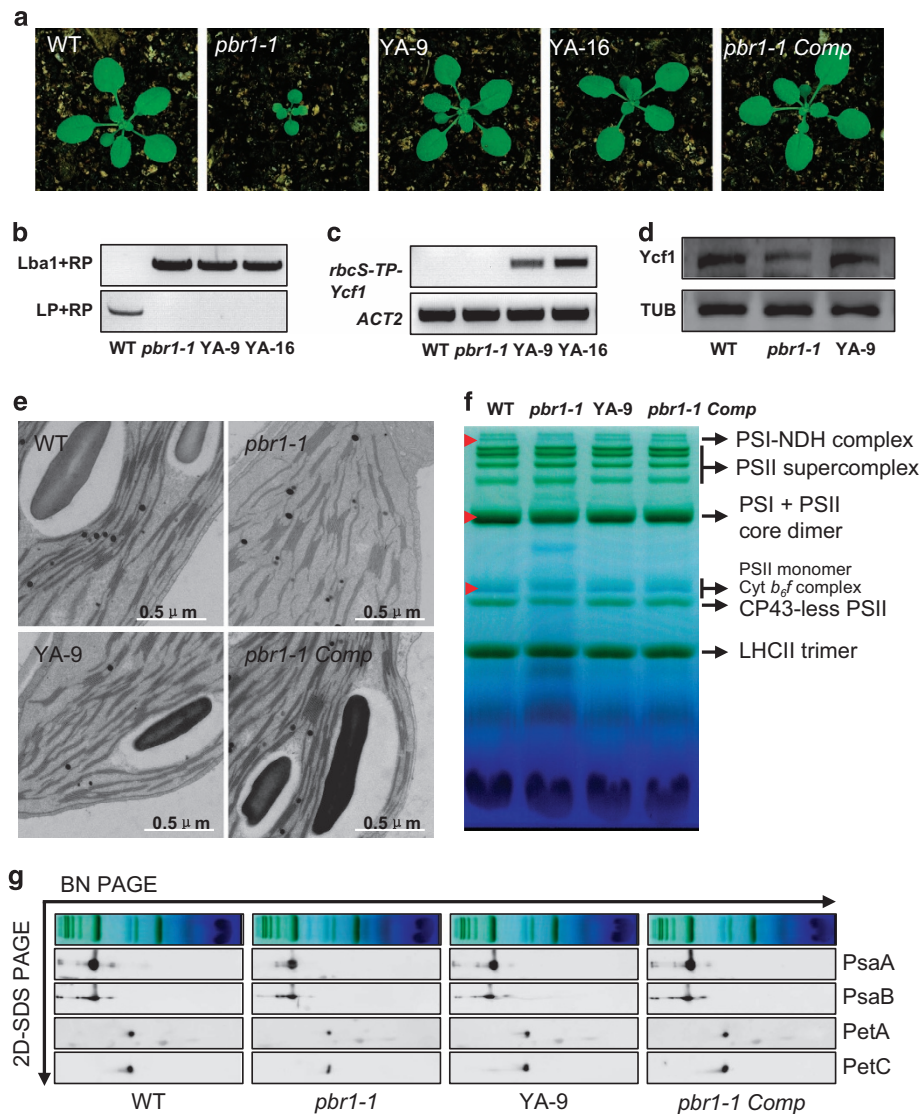 a
WT
pbr1-1
YA-9
YA-16
pbr1-1 Comp
b
Lba1+RP
LP+RP
WT pbr1-1 YA-9 YA-16
c
rbcS-TP-
Ycf1
ACT2
WT pbr1-1 YA-9 YA-16
d
Ycf1
TUB
WT pbr1-1 YA-9
e
WT
0.5 μm
pbr1-1
0.5 μm
YA-9
0.5 μm
pbr1-1 Comp
0.5 μm
f
WT pbr1-1 YA-9 pbr1-1 Comp
PSI-NDH complex
PSII supercomplex
PSI + PSII
core dimer
PSII monomer
Cyt b6f complex
CP43-less PSII
LHCII trimer
g
BN PAGE
2D-SDS PAGE
PsaA
PsaB
PetA
PetC
WT
pbr1-1
YA-9
pbr1-1 Comp